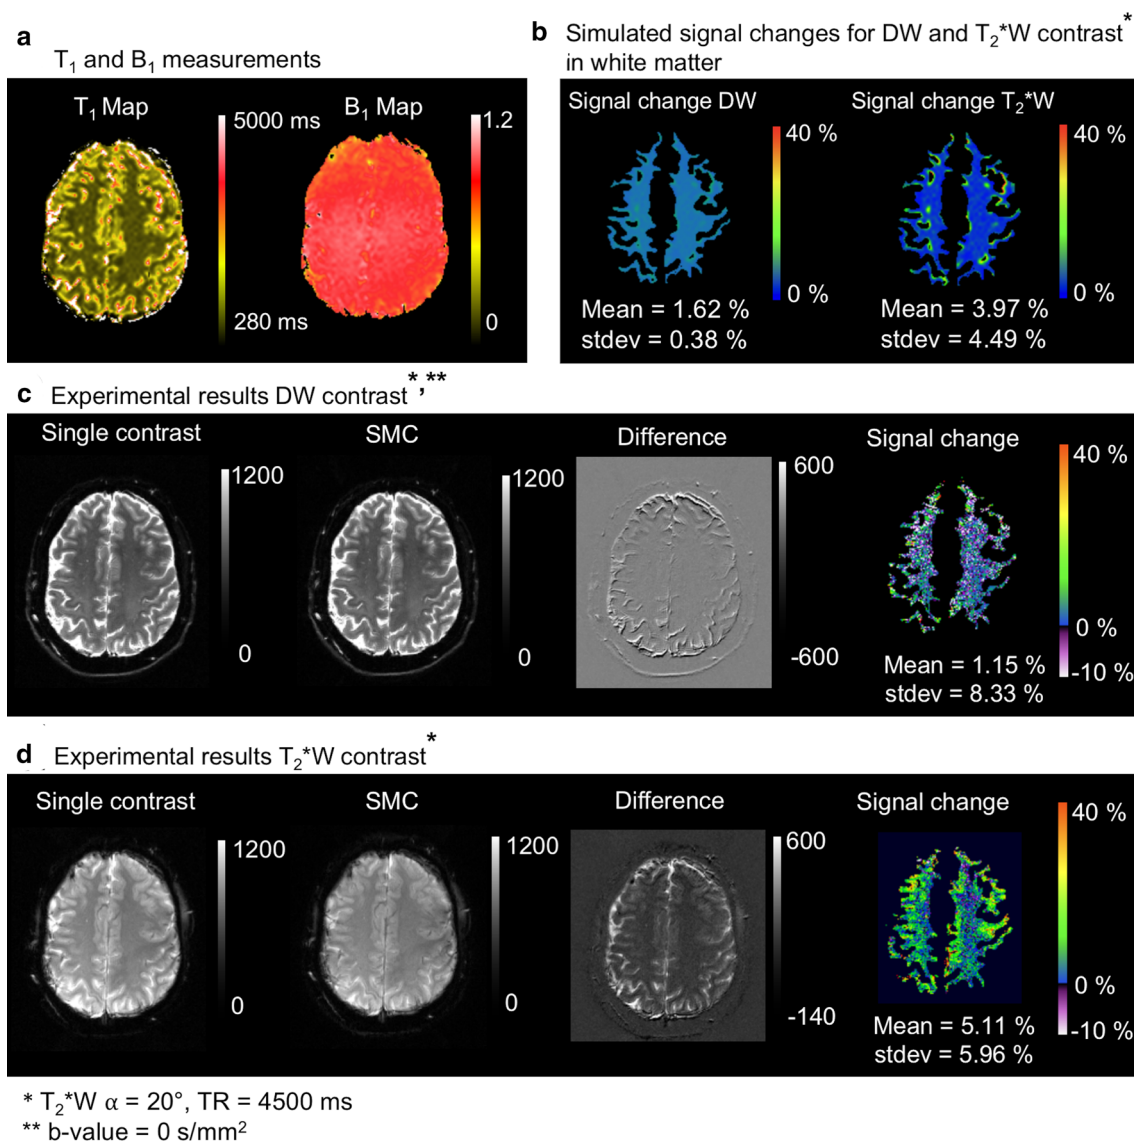 a
T₁ and B₁ measurements
T₁ Map
B₁ Map
5000 ms
280 ms
1.2
0
b Simulated signal changes for DW and T₂*W contrast*
in white matter
Signal change DW
40 %
0 %
Mean = 1.62 %
stdev = 0.38 %
Signal change T₂*W
40 %
0 %
Mean = 3.97 %
stdev = 4.49 %
c Experimental results DW contrast*,**
Single contrast
1200
0
SMC
1200
0
Difference
600
-600
Signal change
40 %
0 %
-10 %
Mean = 1.15 %
stdev = 8.33 %
d Experimental results T₂*W contrast*
Single contrast
1200
0
SMC
1200
0
Difference
600
-140
Signal change
40 %
0 %
-10 %
Mean = 5.11 %
stdev = 5.96 %
* T₂*W α = 20°, TR = 4500 ms
** b-value = 0 s/mm²